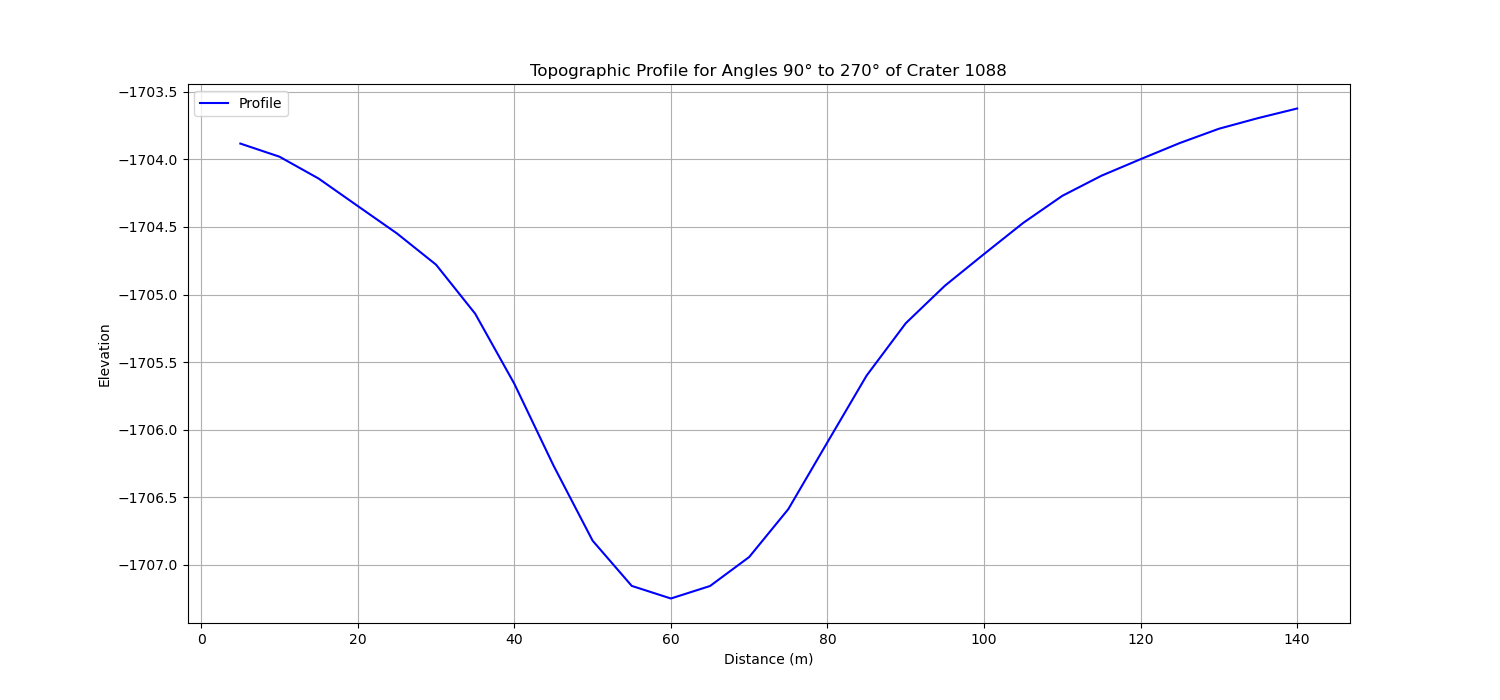 Topographic Profile for Angles 90° to 270° of Crater 1088
Profile
−1703.5
−1704.0
−1704.5
−1705.0
−1705.5
−1706.0
−1706.5
−1707.0
Elevation
0 20 40 60 80 100 120 140
Distance (m)